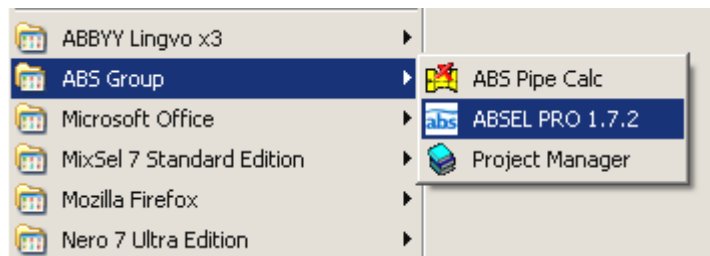 ABBYY Lingvo x3
ABS Group
Microsoft Office
MixSel 7 Standard Edition
Mozilla Firefox
Nero 7 Ultra Edition
ABS Pipe Calc
abs ABSEL PRO 1.7.2
Project Manager